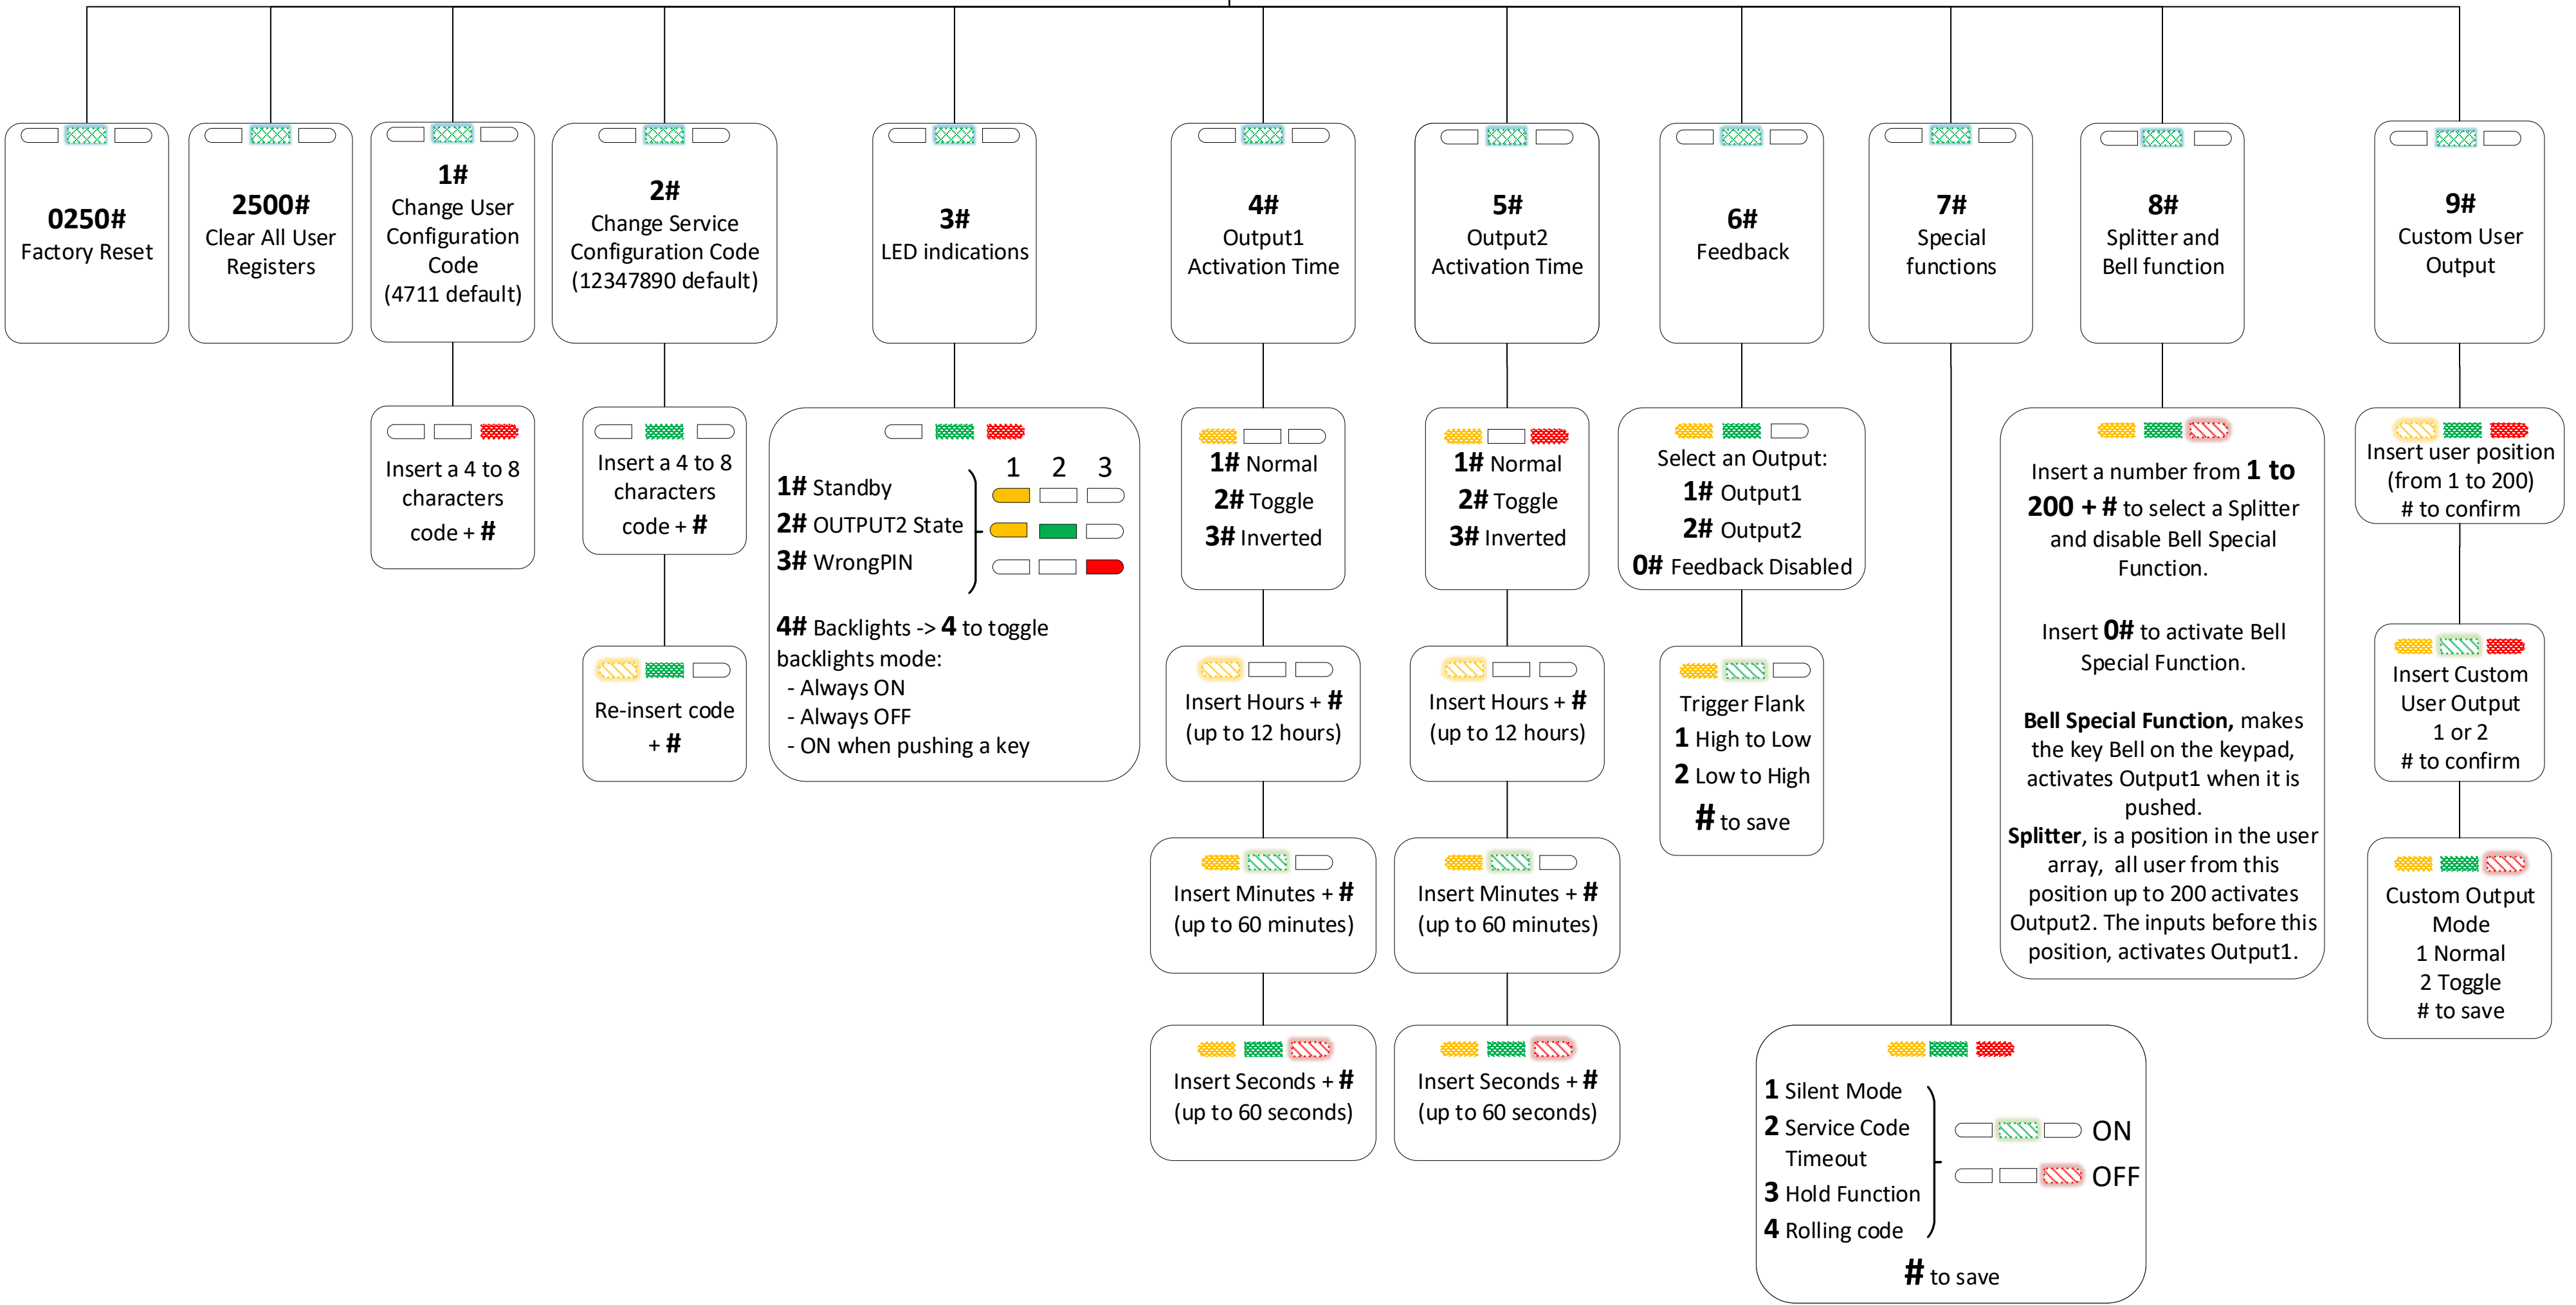 0250#
Factory Reset
2500#
Clear All User
Registers
1#
Change User
Configuration
Code
(4711 default)
2#
Change Service
Configuration Code
(12347890 default)
3#
LED indications
4#
Output1
Activation Time
5#
Output2
Activation Time
6#
Feedback
7#
Special
functions
8#
Splitter and
Bell function
9#
Custom User
Output
Insert a 4 to 8
characters
code + #
Insert a 4 to 8
characters
code + #
Re-insert code
+ #
1 2 3
1# Standby
2# OUTPUT2 State
3# WrongPIN
4# Backlights -> 4 to toggle
backlights mode:
- Always ON
- Always OFF
- ON when pushing a key
1# Normal
2# Toggle
3# Inverted
Insert Hours + #
(up to 12 hours)
Insert Minutes + #
(up to 60 minutes)
Insert Seconds + #
(up to 60 seconds)
1# Normal
2# Toggle
3# Inverted
Insert Hours + #
(up to 12 hours)
Insert Minutes + #
(up to 60 minutes)
Insert Seconds + #
(up to 60 seconds)
Select an Output:
1# Output1
2# Output2
0# Feedback Disabled
Trigger Flank
1 High to Low
2 Low to High
# to save
1 Silent Mode
2 Service Code
Timeout
3 Hold Function
4 Rolling code
ON
OFF
# to save
Insert a number from 1 to
200 + # to select a Splitter
and disable Bell Special
Function.
Insert 0# to activate Bell
Special Function.
Bell Special Function, makes
the key Bell on the keypad,
activates Output1 when it is
pushed.
Splitter, is a position in the user
array, all user from this
position up to 200 activates
Output2. The inputs before this
position, activates Output1.
Insert user position
(from 1 to 200)
# to confirm
Insert Custom
User Output
1 or 2
# to confirm
Custom Output
Mode
1 Normal
2 Toggle
# to save